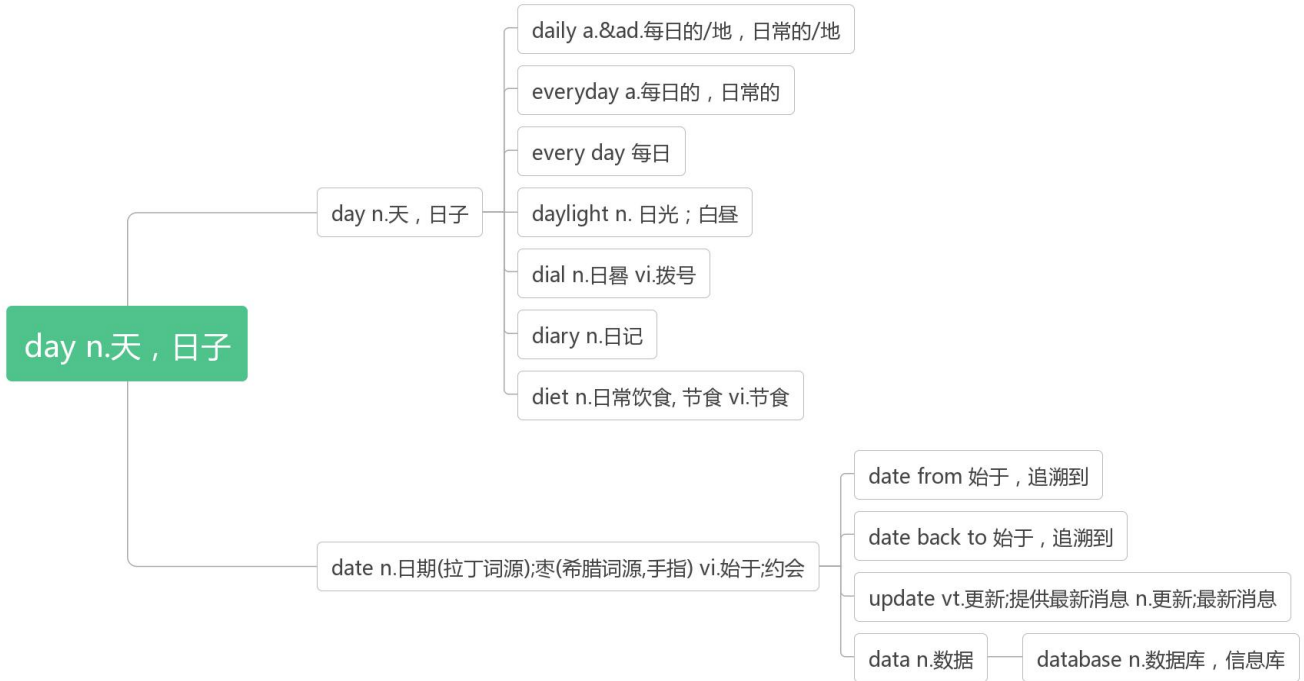 day n.天，日子
day n.天，日子
daily a.&ad.每日的/地，日常的/地
everyday a.每日的，日常的
every day 每日
daylight n. 日光；白昼
dial n.日晷 vi.拨号
diary n.日记
diet n.日常饮食, 节食 vi.节食
date n.日期(拉丁词源);枣(希腊词源,手指) vi.始于;约会
date from 始于，追溯到
date back to 始于，追溯到
update vt.更新;提供最新消息 n.更新;最新消息
data n.数据
database n.数据库，信息库